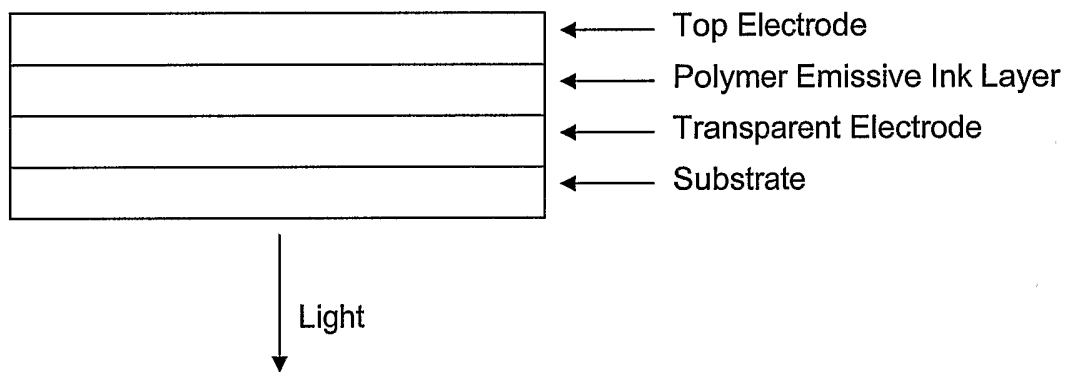 Top Electrode
Polymer Emissive Ink Layer
Transparent Electrode
Substrate
Light